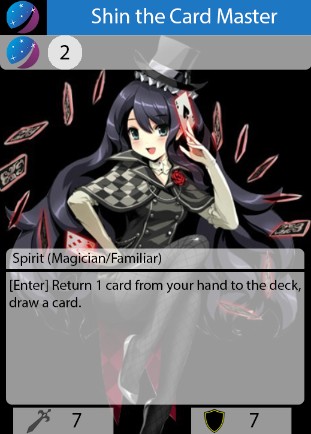 Shin the Card Master
2
Spirit (Magician/Familiar)
[Enter] Return 1 card from your hand to the deck,
draw a card.
7 7